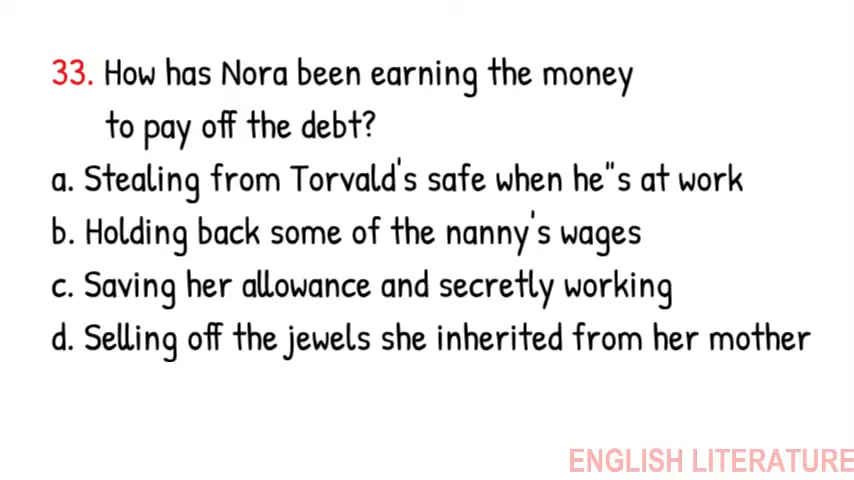 33. How has Nora been earning the money
to pay off the debt?
a. Stealing from Torvald's safe when he"s at work
b. Holding back some of the nanny's wages
c. Saving her allowance and secretly working
d. Selling off the jewels she inherited from her mother
ENGLISH LITERATURE